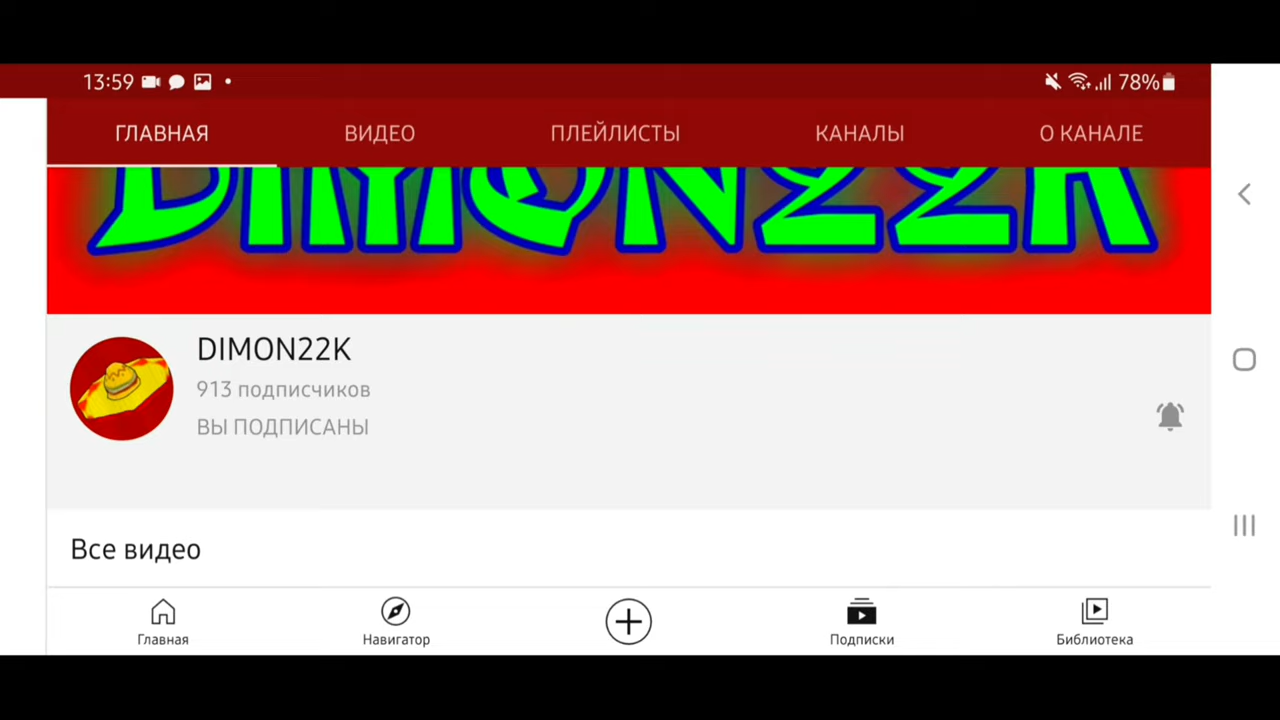 13:59 78%
ГЛАВНАЯ ВИДЕО ПЛЕЙЛИСТЫ КАНАЛЫ О КАНАЛЕ
DIMON22K
DIMON22K
913 подписчиков
ВЫ ПОДПИСАНЫ
Все видео
Главная Навигатор Подписки Библиотека